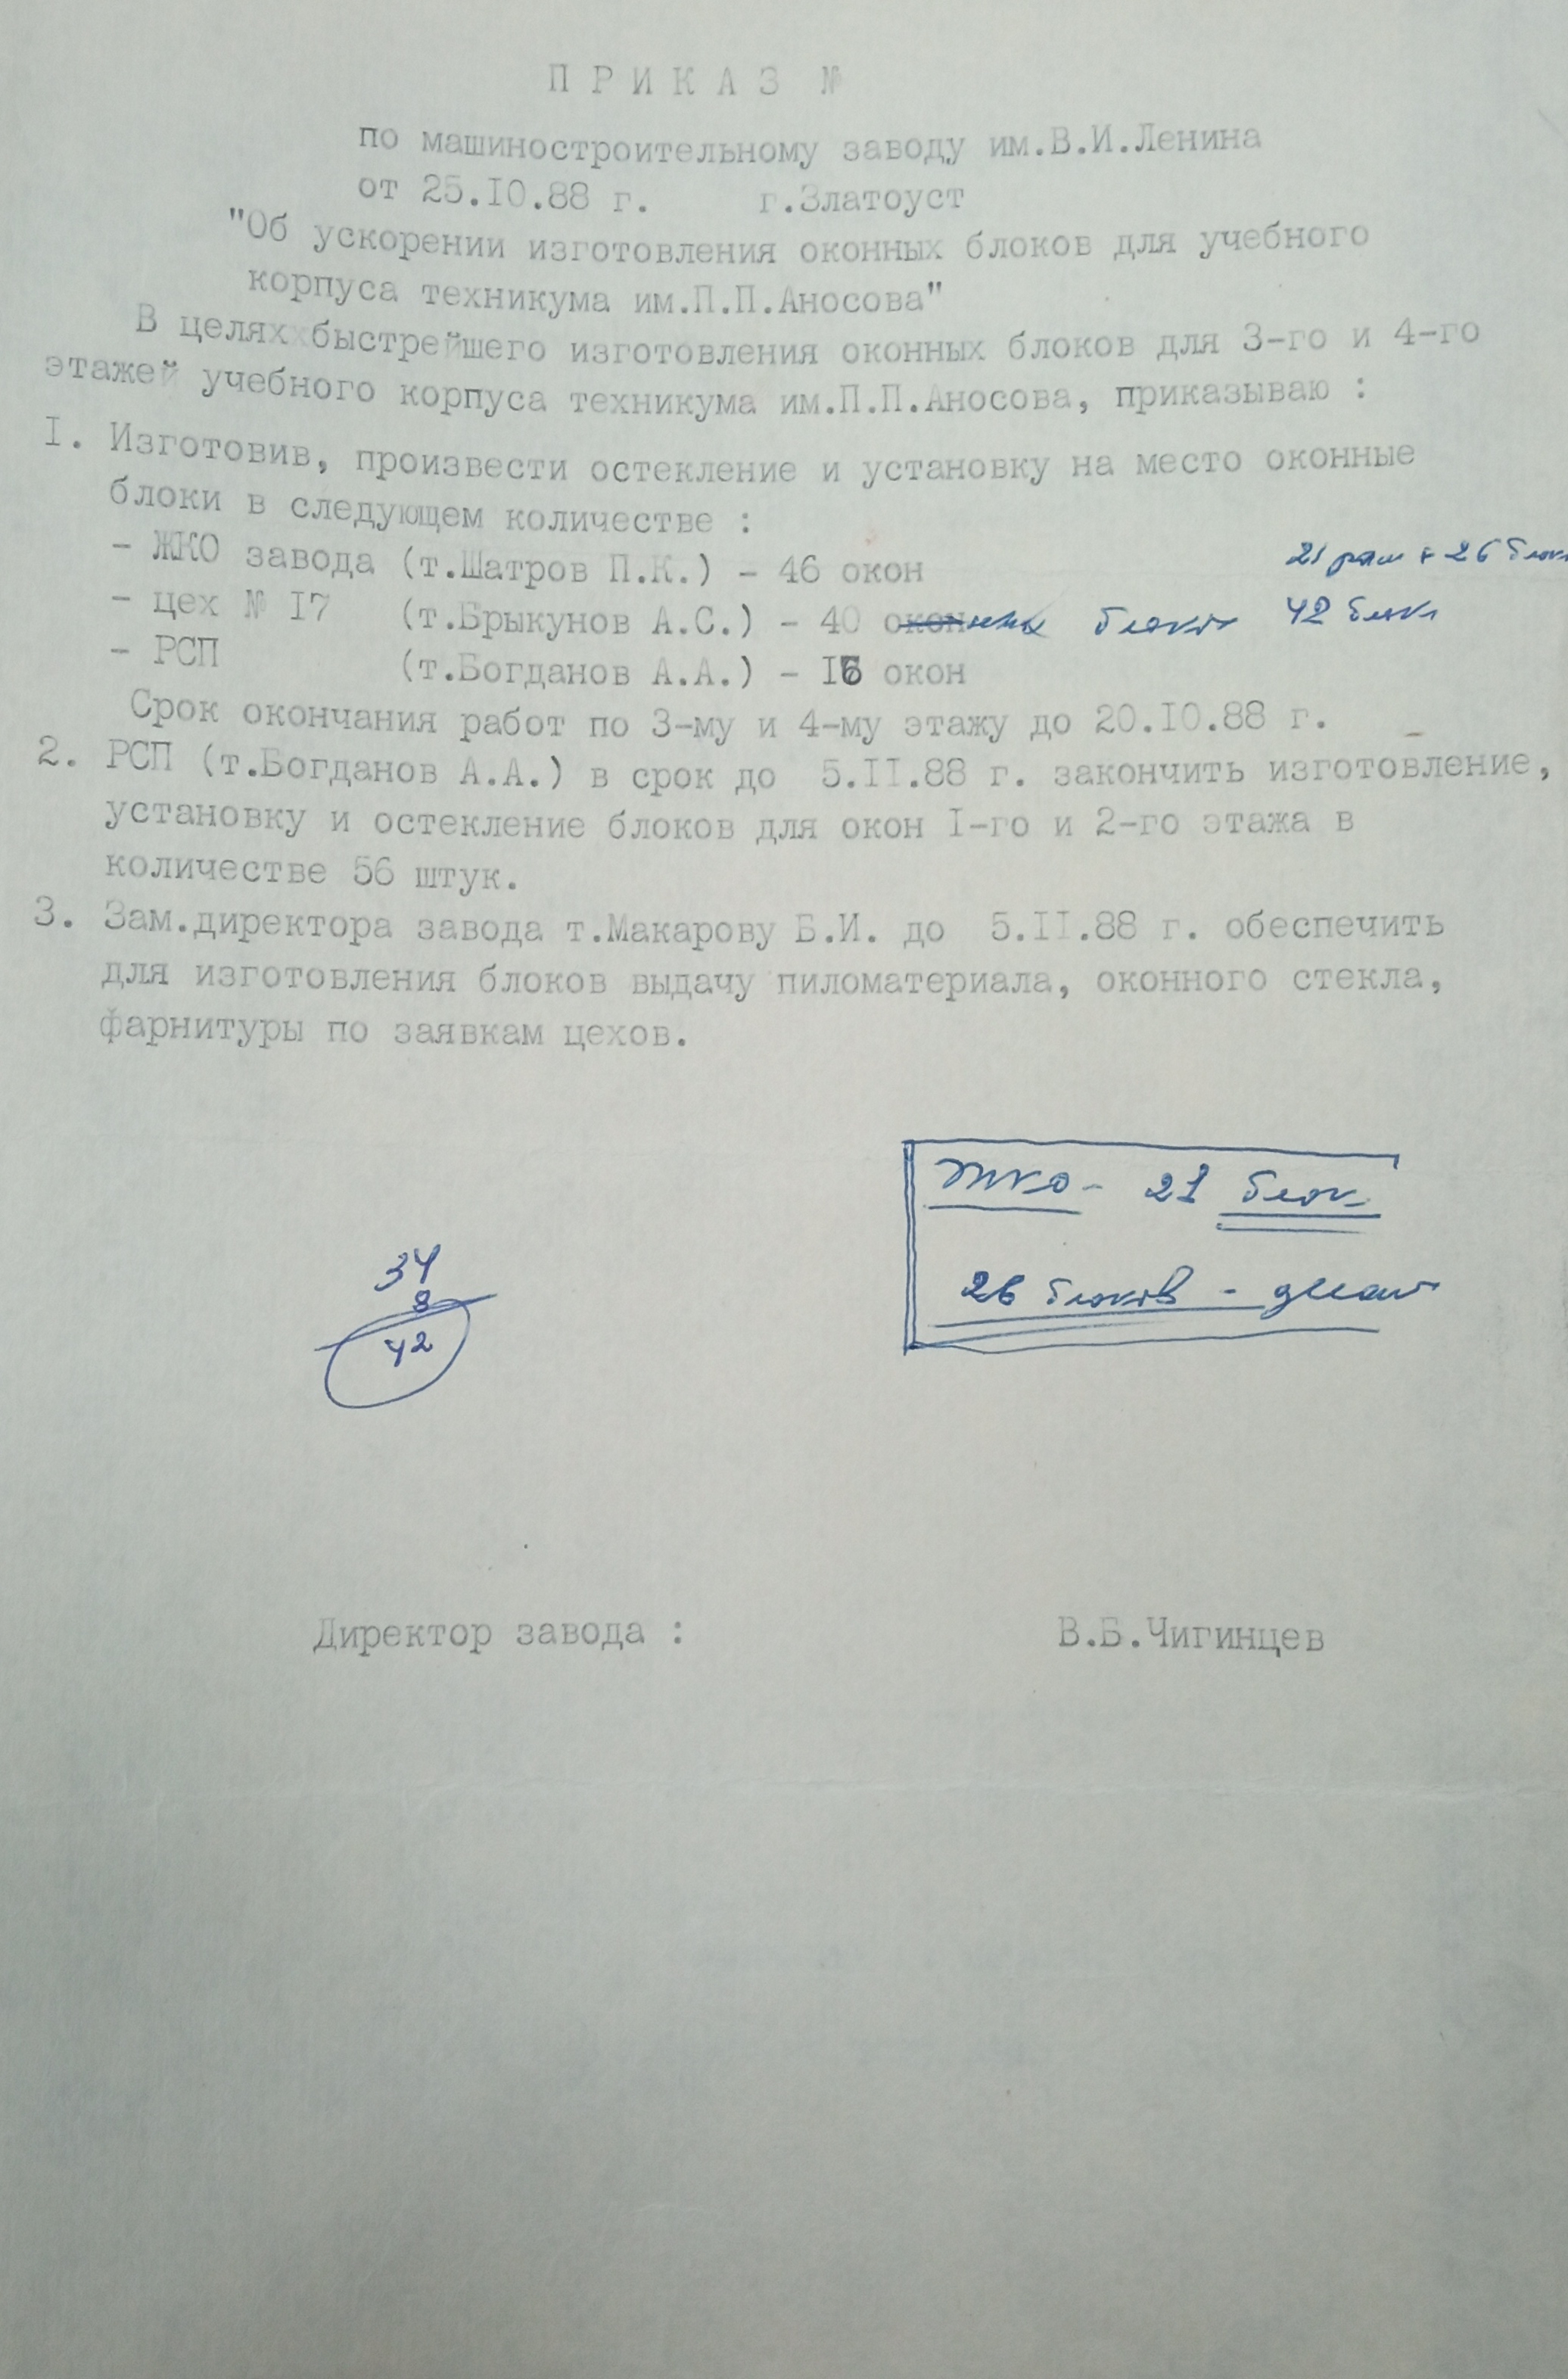 П Р И К А З №
по машиностроительному заводу им.В.И.Ленина
от 25.IO.88 г. г.Златоуст
"Об ускорении изготовления оконных блоков для учебного
корпуса техникума им.П.П.Аносова"
В целях быстрейшего изготовления оконных блоков для 3-го и 4-го
этажей учебного корпуса техникума им.П.П.Аносова, приказываю :
I. Изготовив, произвести остекление и установку на место оконные
блоки в следующем количестве :
- ЖКО завода (т.Шатров П.К.) - 46 окон 21 рам + 26 блок
- цех № I7 (т.Брыкунов А.С.) - 40 окон блоков 42 блок
- РСП (т.Богданов А.А.) - I6 окон
Срок окончания работ по 3-му и 4-му этажу до 20.IO.88 г.
2. РСП (т.Богданов А.А.) в срок до 5.II.88 г. закончить изготовление,
установку и остекление блоков для окон I-го и 2-го этажа в
количестве 56 штук.
3. Зам.директора завода т.Макарову Б.И. до 5.II.88 г. обеспечить
для изготовления блоков выдачу пиломатериала, оконного стекла,
фарнитуры по заявкам цехов.
ЖКО - 21 блок.
34
8
42
26 блоков -
Директор завода : В.Б.Чигинцев